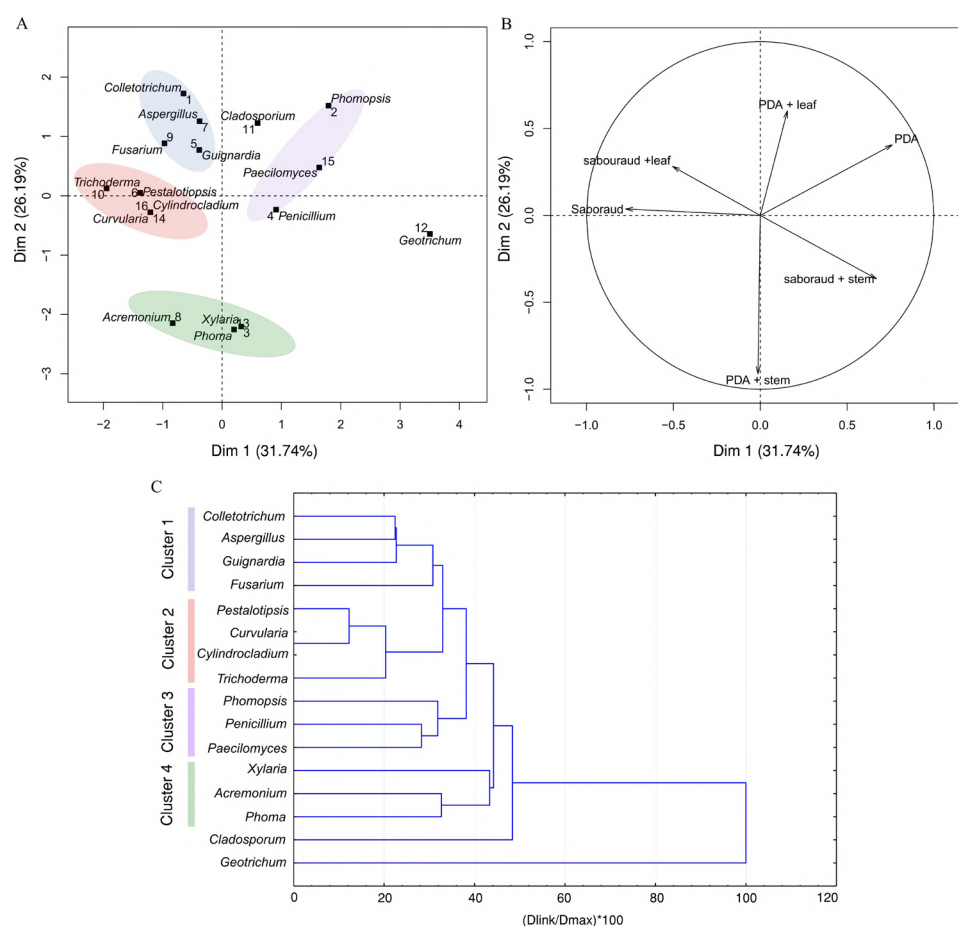 A
Dim 2 (26.19%)
2
1
0
−1
−2
−3
Colletotrichum
1
Aspergillus
7
Cladosporium
11
Phomopsis
2
9
Fusarium
5
Guignardia
15
Paecilomyces
Trichoderma
10
6
Pestalotiopsis
16
Cylindrocladium
Curvularia
14
4
Penicillium
12
Geotrichum
Acremonium
8
Xylaria
13
Phoma
3
−2
−1
0
1
2
3
4
Dim 1 (31.74%)
B
Dim 2 (26.19%)
1.0
0.5
0.0
−0.5
−1.0
PDA + leaf
PDA
sabouraud +leaf
Saboraud
saboraud + stem
PDA + stem
−1.0
−0.5
0.0
0.5
1.0
Dim 1 (31.74%)
C
Cluster 1
Colletotrichum
Aspergillus
Guignardia
Fusarium
Cluster 2
Pestalotipsis
Curvularia
Cylindrocladium
Trichoderma
Cluster 3
Phomopsis
Penicillium
Paecilomyces
Cluster 4
Xylaria
Acremonium
Phoma
Cladosporum
Geotrichum
0
20
40
60
80
100
120
(Dlink/Dmax)*100